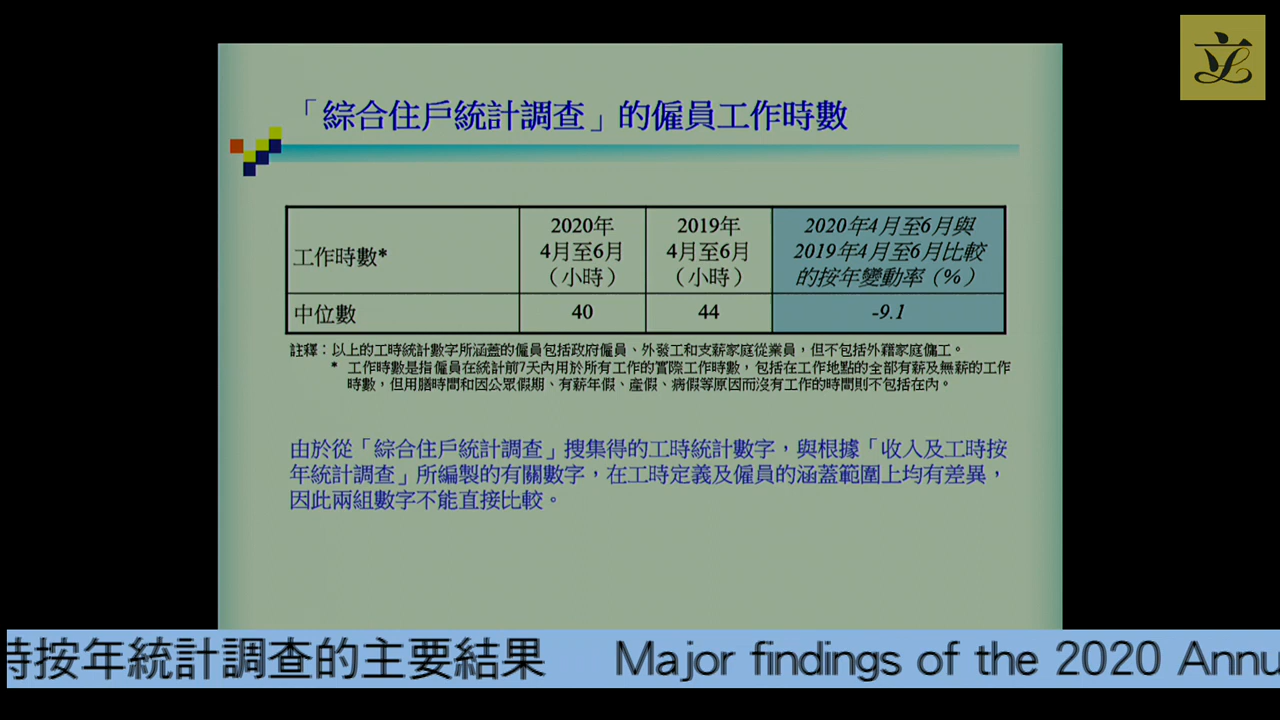 「綜合住戶統計調查」的僱員工作時數
工作時數*
2020年
4月至6月
（小時）
2019年
4月至6月
（小時）
2020年4月至6月與
2019年4月至6月比較
的按年變動率（%）
中位數
40
44
-9.1
註釋：以上的工時統計數字所涵蓋的僱員包括政府僱員、外發工和支薪家庭從業員，但不包括外籍家庭傭工。
* 工作時數是指僱員在統計前7天內用於所有工作的實際工作時數，包括在工作地點的全部有薪及無薪的工作
時數，但用膳時間和因公眾假期、有薪年假、產假、病假等原因而沒有工作的時間則不包括在內。
由於從「綜合住戶統計調查」搜集得的工時統計數字，與根據「收入及工時按
年統計調查」所編製的有關數字，在工時定義及僱員的涵蓋範圍上均有差異，
因此兩組數字不能直接比較。
時按年統計調查的主要結果 Major findings of the 2020 Annu